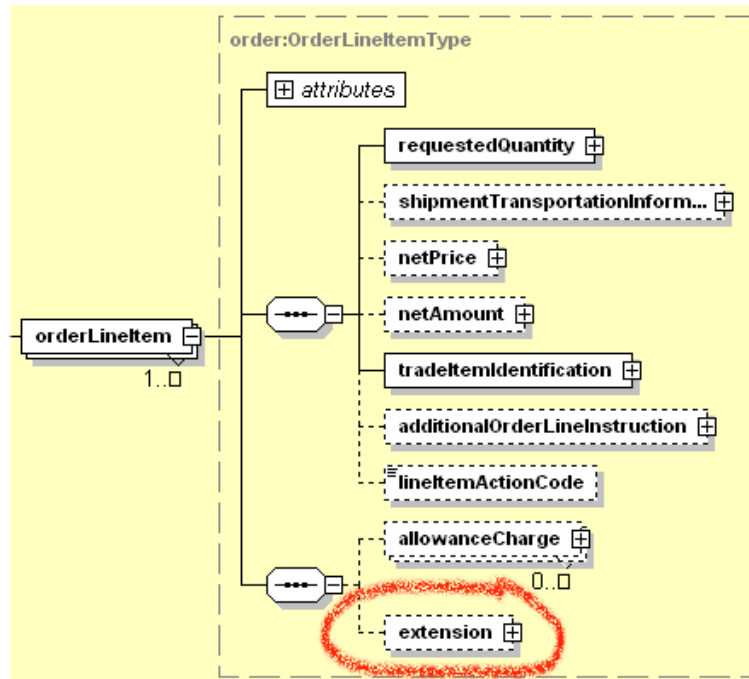 order:OrderLineItemType
attributes
requestedQuantity
shipmentTransportationInform...
netPrice
netAmount
orderLineItem
1..□
tradeItemIdentification
additionalOrderLineInstruction
lineItemActionCode
allowanceCharge
0..□
extension